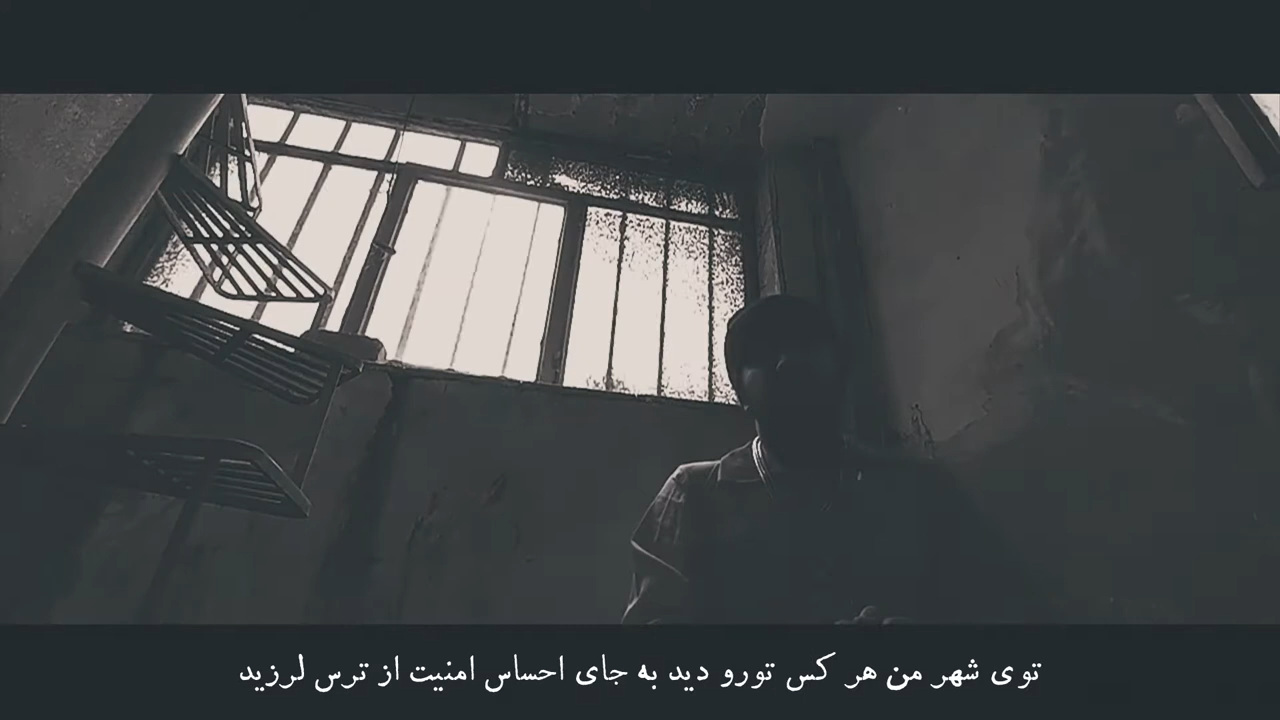 توی شهر من هر کس تورو دید به جای احساس امنیت از ترس لرزید